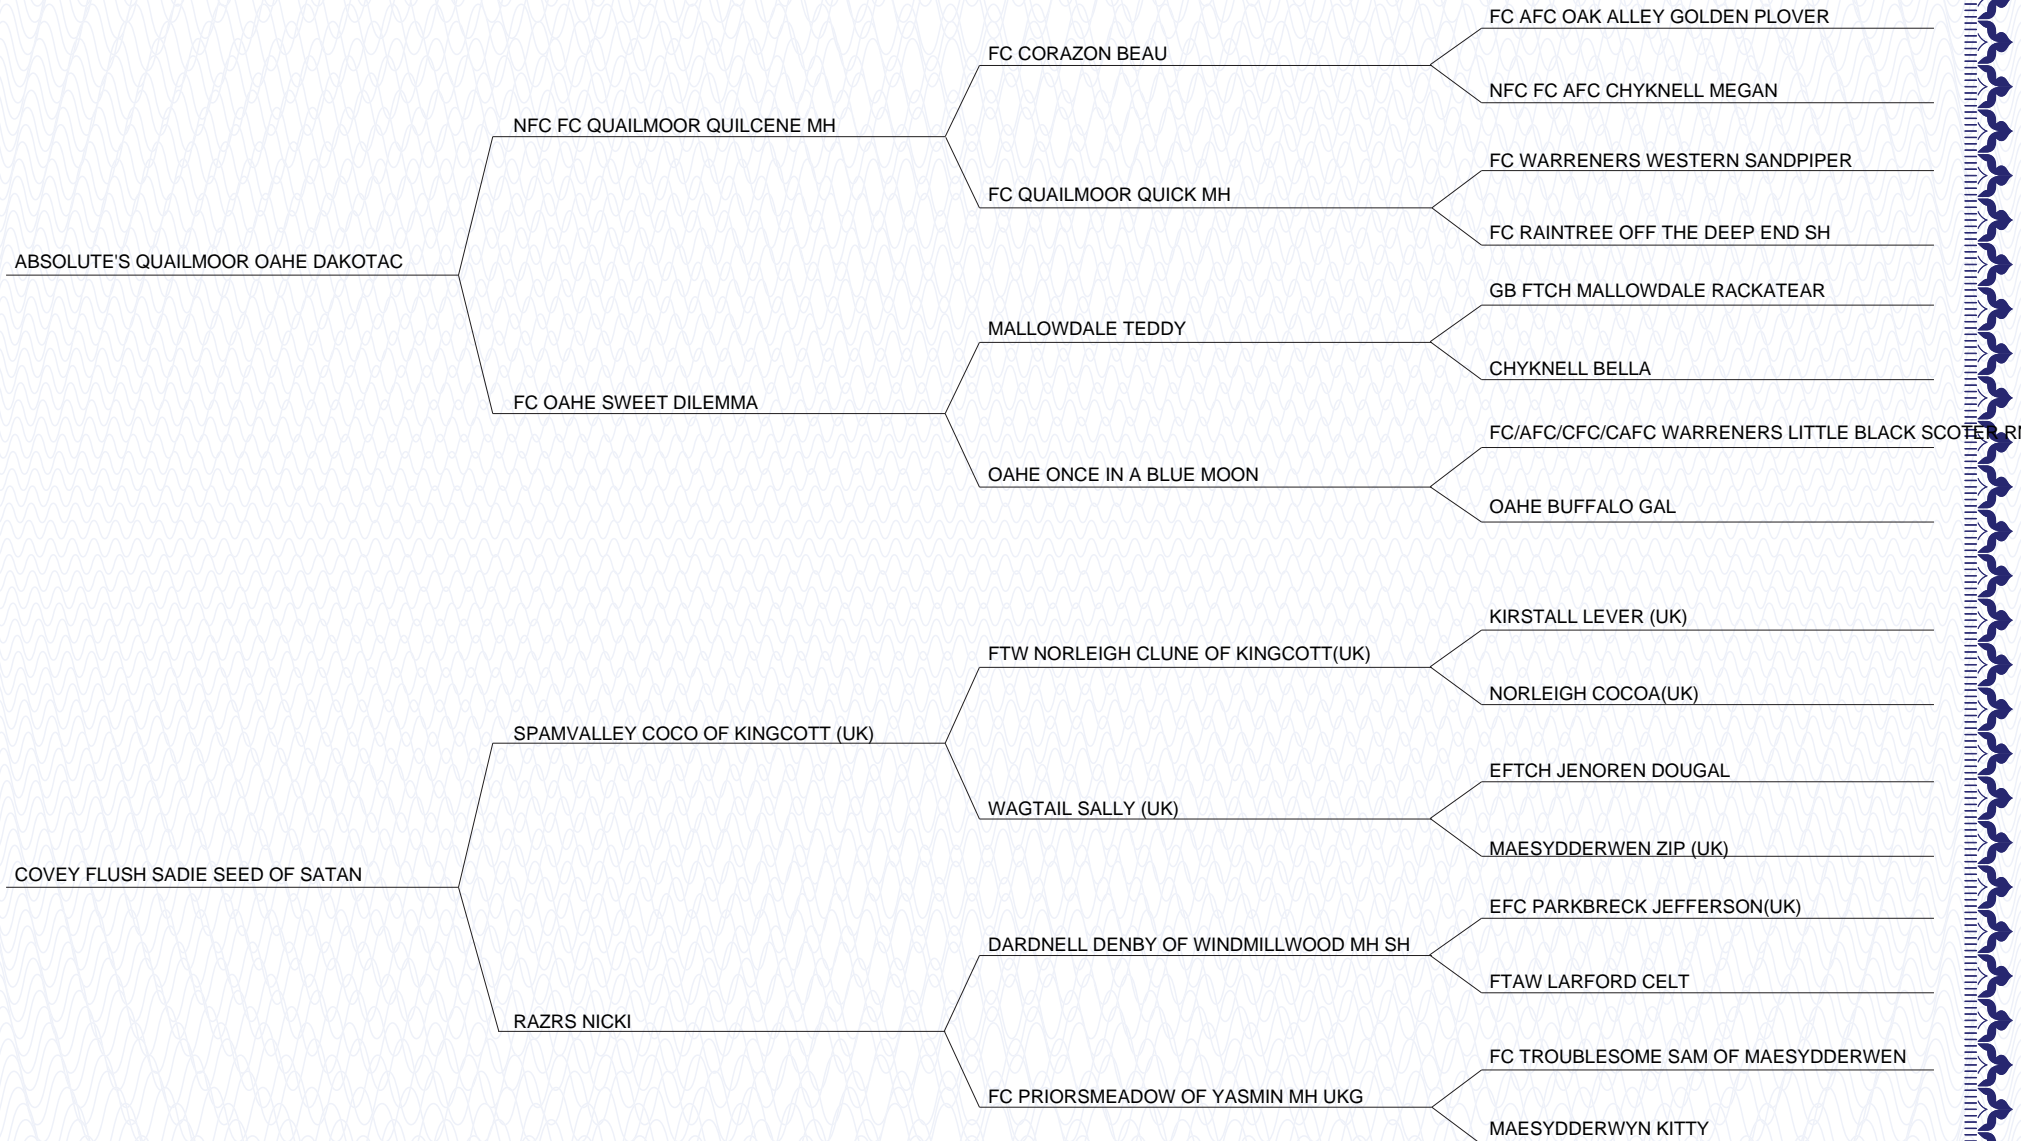 FC AFC OAK ALLEY GOLDEN PLOVER
FC CORAZON BEAU
NFC FC AFC CHYKNELL MEGAN
NFC FC QUAILMOOR QUILCENE MH
FC WARRENERS WESTERN SANDPIPER
FC QUAILMOOR QUICK MH
FC RAINTREE OFF THE DEEP END SH
ABSOLUTE'S QUAILMOOR OAHE DAKOTAC
GB FTCH MALLOWDALE RACKATEAR
MALLOWDALE TEDDY
CHYKNELL BELLA
FC OAHE SWEET DILEMMA
FC/AFC/CFC/CAFC WARRENERS LITTLE BLACK SCOTER
OAHE ONCE IN A BLUE MOON
OAHE BUFFALO GAL
KIRSTALL LEVER (UK)
FTW NORLEIGH CLUNE OF KINGCOTT(UK)
NORLEIGH COCOA(UK)
SPAMVALLEY COCO OF KINGCOTT (UK)
EFTCH JENOREN DOUGAL
WAGTAIL SALLY (UK)
MAESYDDERWEN ZIP (UK)
COVEY FLUSH SADIE SEED OF SATAN
EFC PARKBRECK JEFFERSON(UK)
DARDNELL DENBY OF WINDMILLWOOD MH SH
FTAW LARFORD CELT
RAZRS NICKI
FC TROUBLESOME SAM OF MAESYDDERWEN
FC PRIORSMEADOW OF YASMIN MH UKG
MAESYDDERWYN KITTY